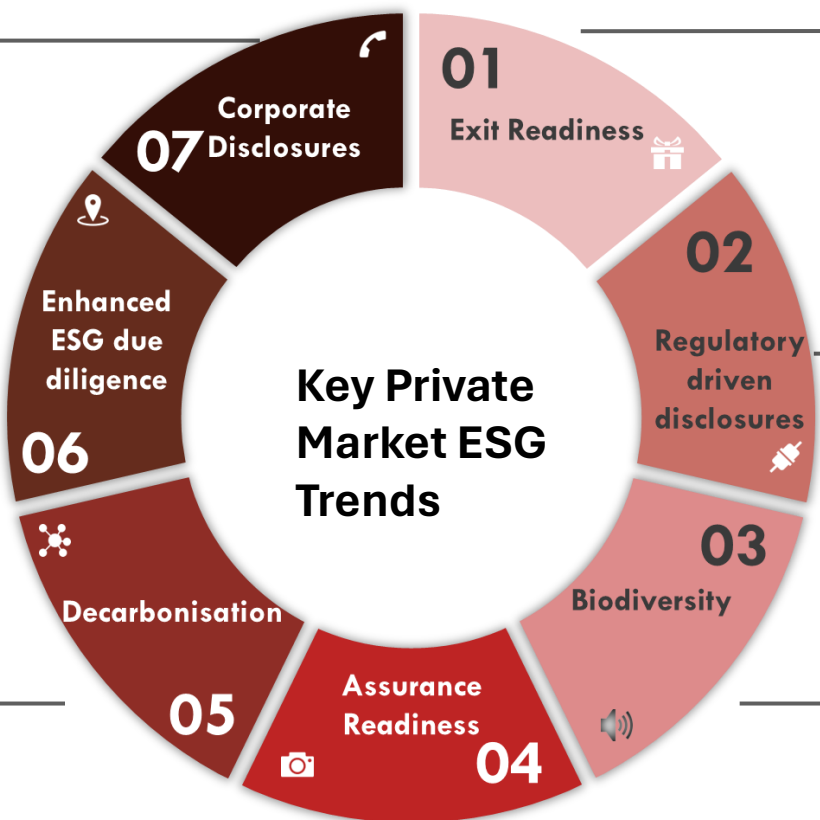 Key Private
Market ESG
Trends
01
Exit Readiness
02
Regulatory
driven
disclosures
03
Biodiversity
Assurance
Readiness
04
Decarbonisation
05
Enhanced
ESG due
diligence
06
Corporate
07 Disclosures